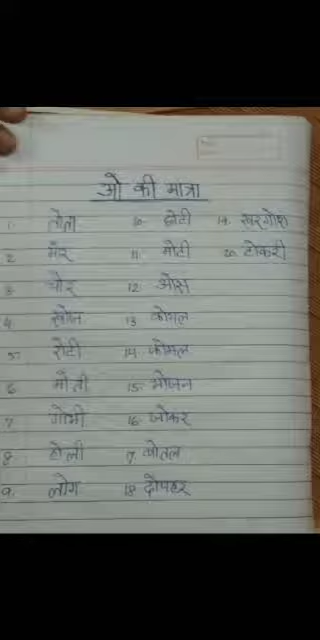 ओ की मात्रा
1. तोता 10. छोटी 19. खरगोश
2. मोर 11. मोटी 20. टोकरी
3. चोर 12. ओस
4. खोज 13. कोयल
5. रोटी 14. कोमल
6. मोती 15. भोजन
7. गोभी 16. जोकर
8. होली 17. बोतल
9. लोग 18. दोपहर